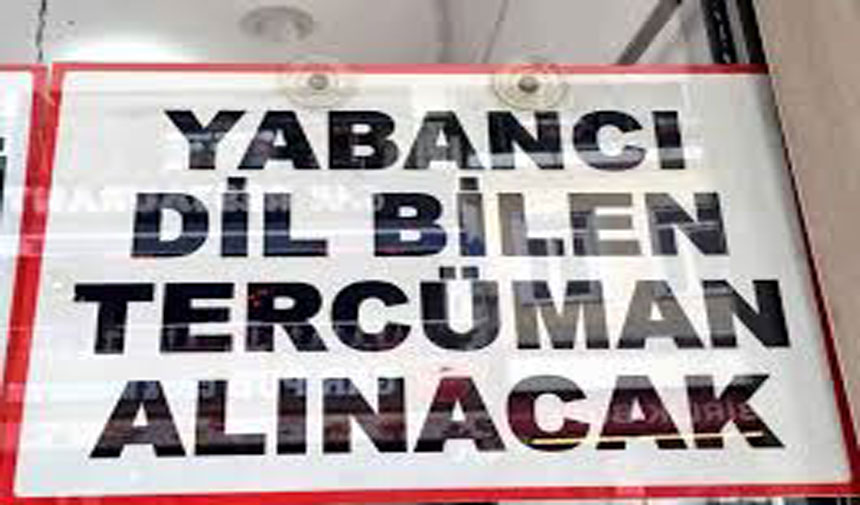 YABANCI
DİL BİLEN
TERCÜMAN
ALINACAK